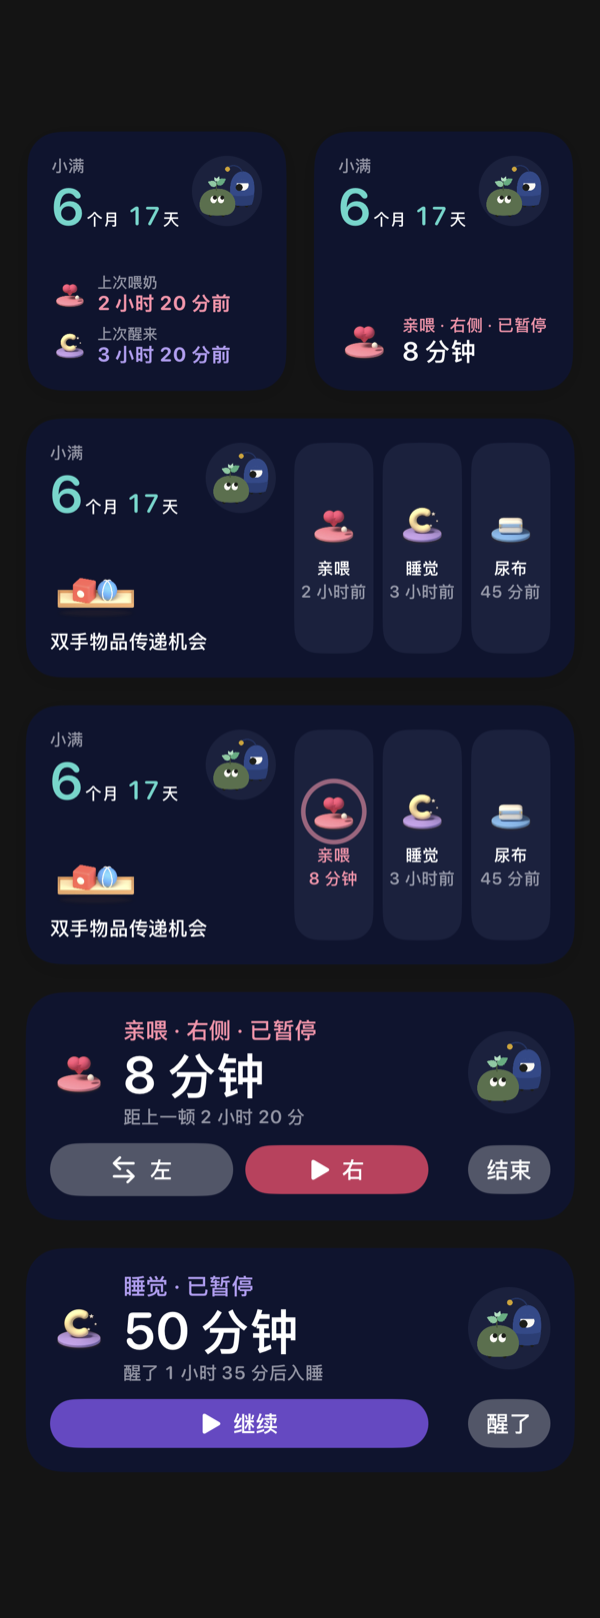 小满
6个月 17天
上次喂奶
2 小时 20 分前
上次醒来
3 小时 20 分前
小满
6个月 17天
亲喂 · 右侧 · 已暂停
8 分钟
小满
6个月 17天
双手物品传递机会
亲喂
2 小时前
睡觉
3 小时前
尿布
45 分前
小满
6个月 17天
双手物品传递机会
亲喂
8 分钟
睡觉
3 小时前
尿布
45 分前
亲喂 · 右侧 · 已暂停
8 分钟
距上一顿 2 小时 20 分
左
右
结束
睡觉 · 已暂停
50 分钟
醒了 1 小时 35 分后入睡
继续
醒了